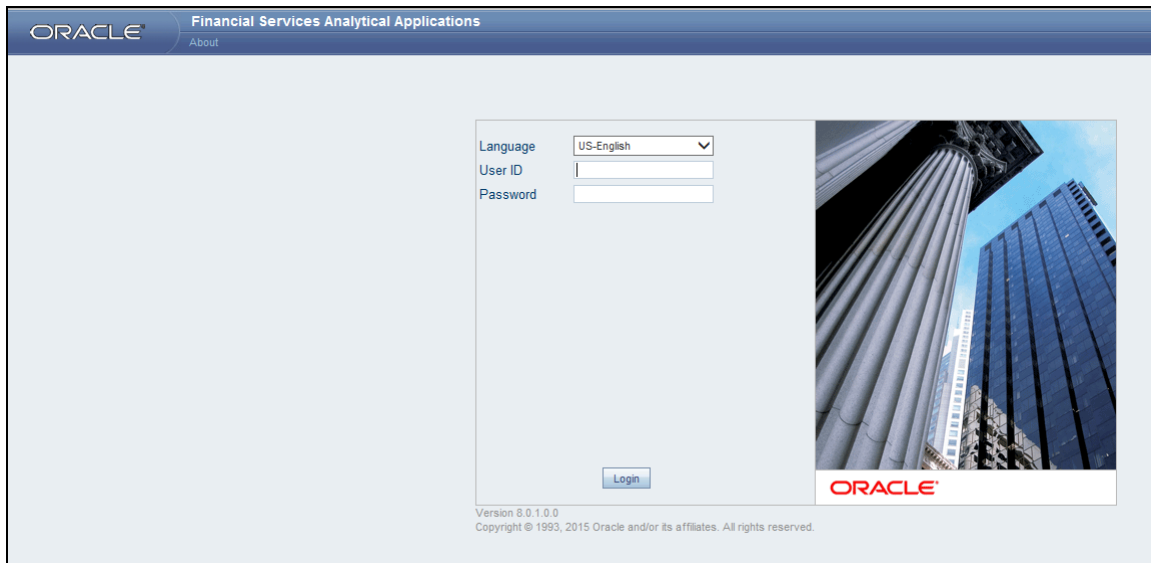 ORACLE®
Financial Services Analytical Applications
About
Language US-English
User ID
Password
Login
ORACLE®
Version 8.0.1.0.0
Copyright © 1993, 2015 Oracle and/or its affiliates. All rights reserved.